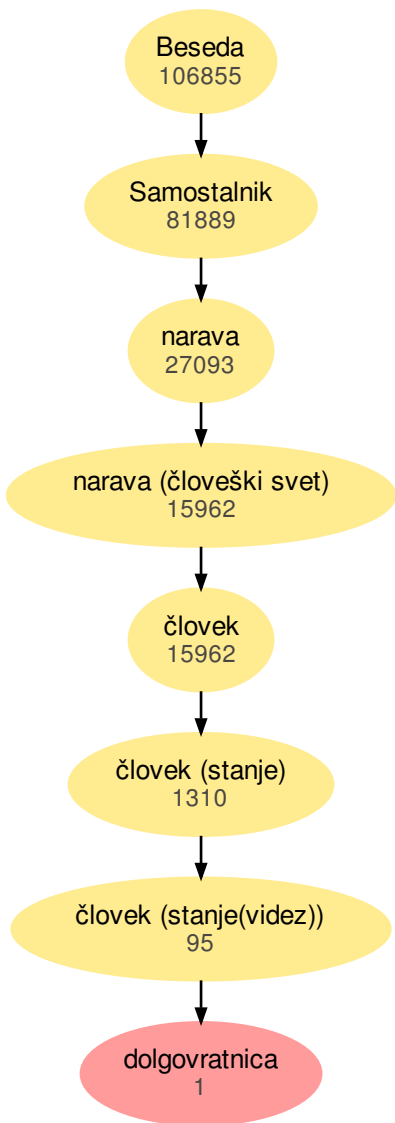 Beseda
106855
Samostalnik
81889
narava
27093
narava (človeški svet)
15962
človek
15962
človek (stanje)
1310
človek (stanje(videz))
95
dolgovratnica
1